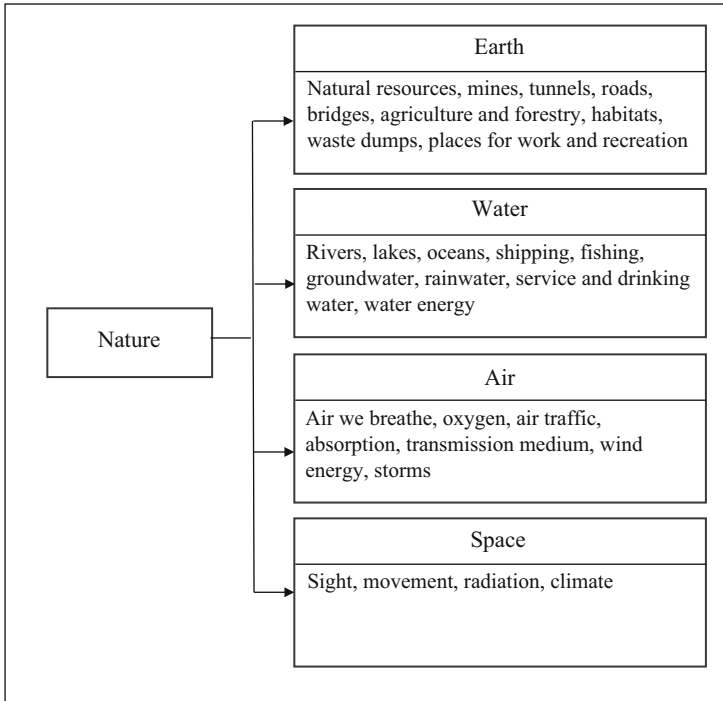 Earth
Natural resources, mines, tunnels, roads,
bridges, agriculture and forestry, habitats,
waste dumps, places for work and recreation
Water
Rivers, lakes, oceans, shipping, fishing,
groundwater, rainwater, service and drinking
water, water energy
Nature
Air
Air we breathe, oxygen, air traffic,
absorption, transmission medium, wind
energy, storms
Space
Sight, movement, radiation, climate